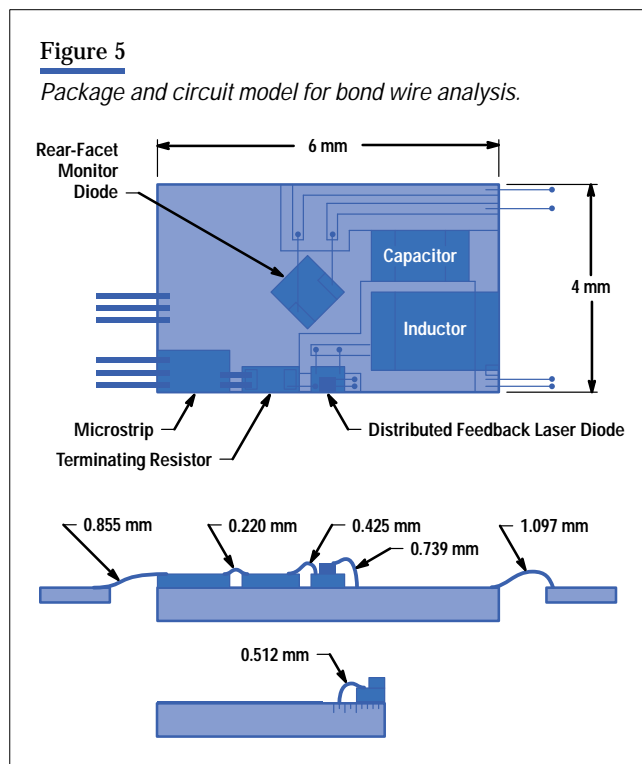 Figure 5
Package and circuit model for bond wire analysis.
6 mm
Rear-Facet
Monitor
Diode
Capacitor
4 mm
Inductor
Microstrip
Distributed Feedback Laser Diode
Terminating Resistor
0.855 mm
0.220 mm
0.425 mm
1.097 mm
0.739 mm
0.512 mm